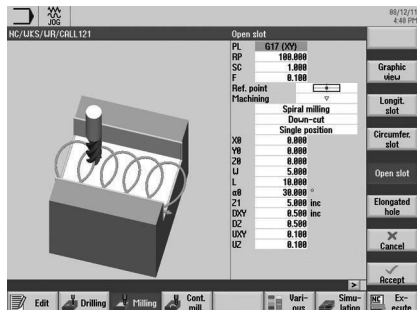 JOG
08/12/11
4:40 PM
NC/WKS/WR/CALL121
Open slot
PL G17 (XY)
RP 100.000
SC 1.000
F 0.100
Ref. point
Machining ▽
Spiral milling
Down-cut
Single position
X0 0.000
Y0 0.000
Z0 0.000
W 5.000
L 10.000
α0 30.000 °
Z1 5.000 inc
DXY 0.500 inc
DZ 0.500
UXY 0.100
UZ 0.100
Graphic view
Longit. slot
Circumfer. slot
Open slot
Elongated hole
Cancel
Accept
Edit
Drilling
Milling
Cont. mill.
Vari-ous
Simu-lation
NC Ex-ecute